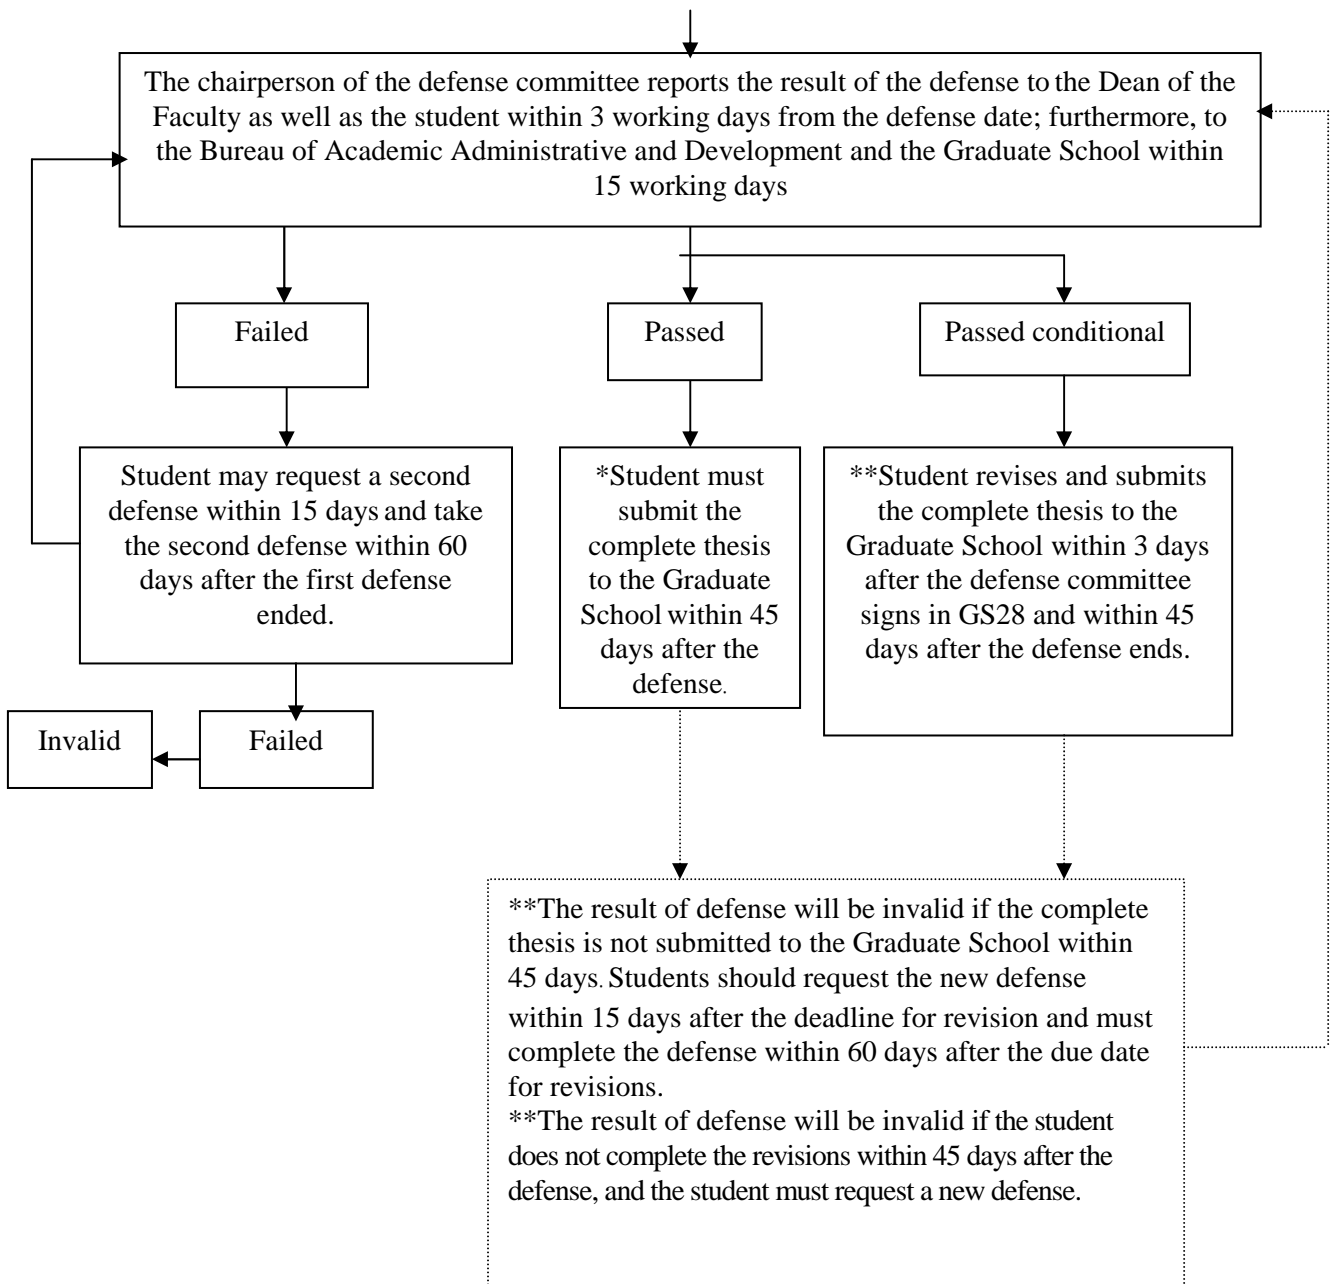 The chairperson of the defense committee reports the result of the defense to the Dean of the
Faculty as well as the student within 3 working days from the defense date; furthermore, to
the Bureau of Academic Administrative and Development and the Graduate School within
15 working days
Failed
Passed
Passed conditional
Student may request a second
defense within 15 days and take
the second defense within 60
days after the first defense
ended.
*Student must
submit the
complete thesis
to the Graduate
School within 45
days after the
defense.
**Student revises and submits
the complete thesis to the
Graduate School within 3 days
after the defense committee
signs in GS28 and within 45
days after the defense ends.
Invalid
Failed
**The result of defense will be invalid if the complete
thesis is not submitted to the Graduate School within
45 days. Students should request the new defense
within 15 days after the deadline for revision and must
complete the defense within 60 days after the due date
for revisions.
**The result of defense will be invalid if the student
does not complete the revisions within 45 days after the
defense, and the student must request a new defense.